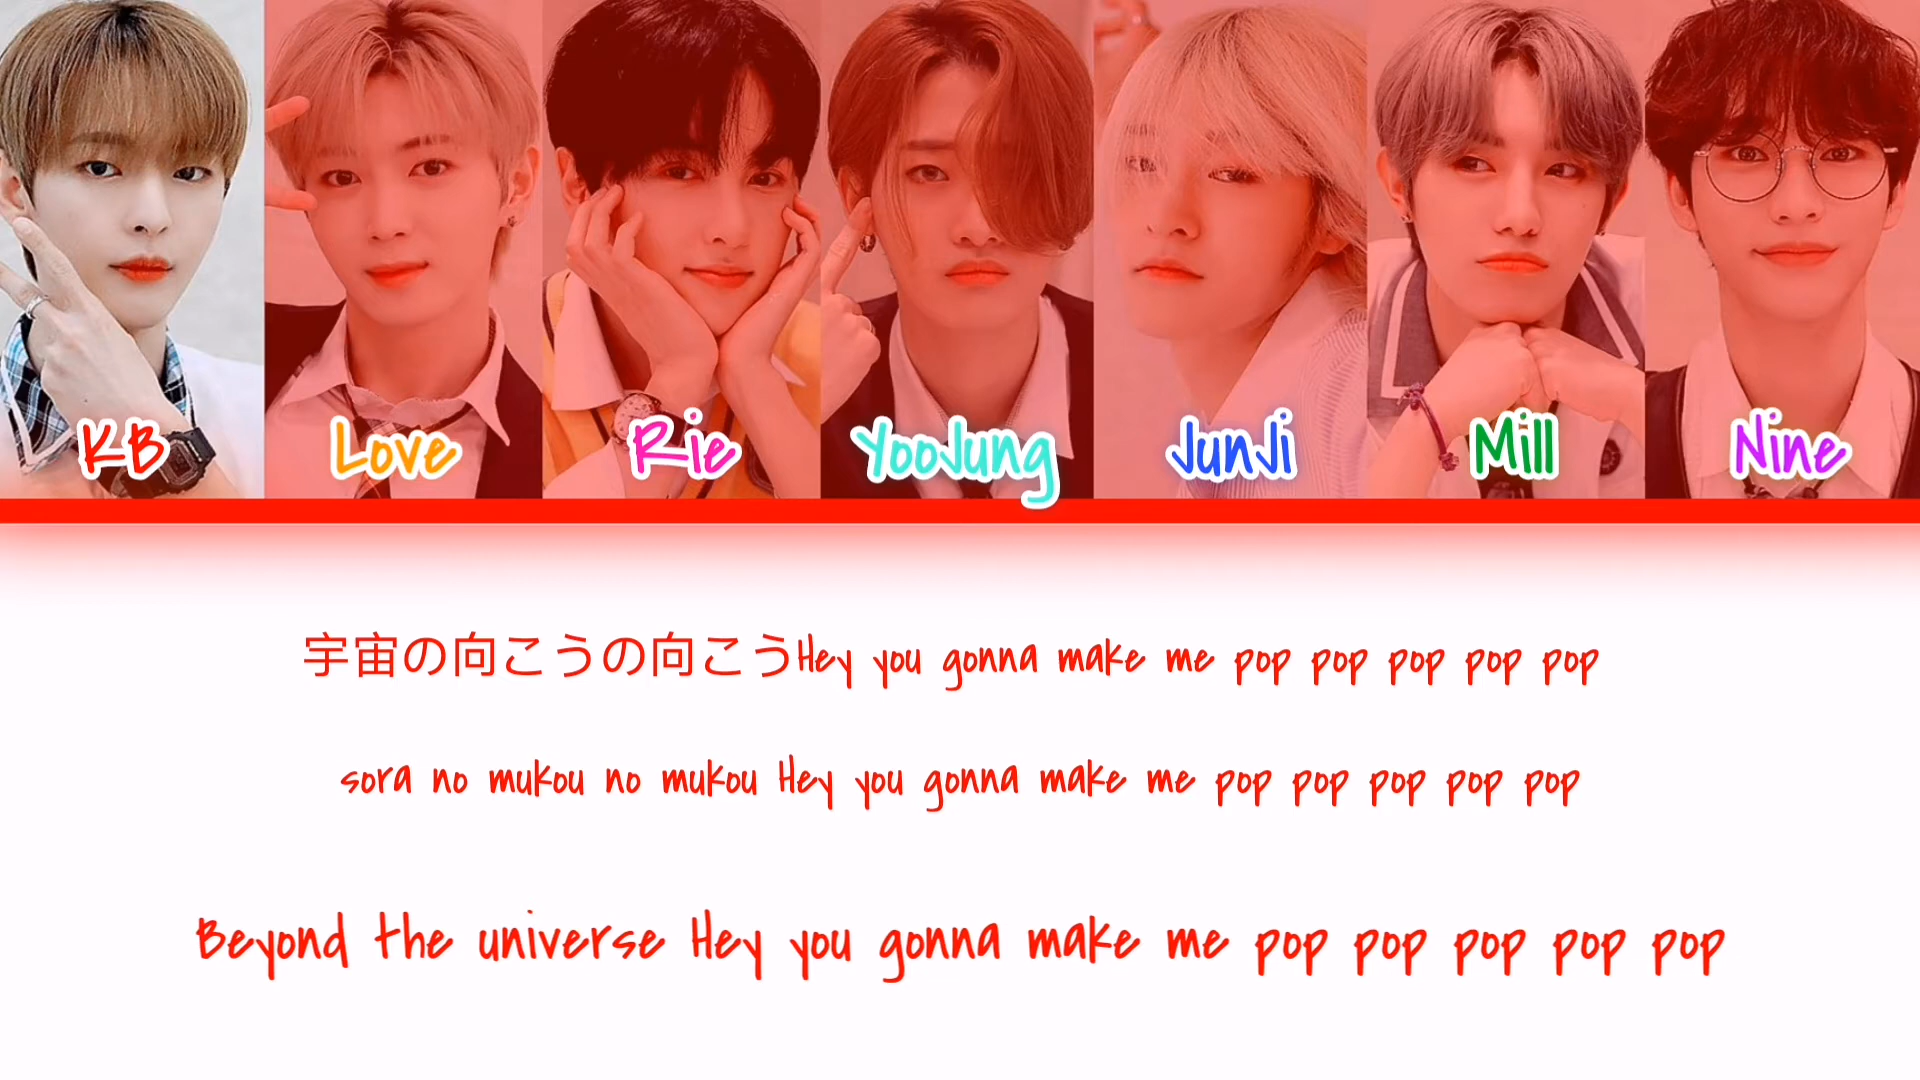 KB
Love
Rie
YooJung
JunJi
Mill
Nine
宇宙の向こうの向こうHey you gonna make me pop pop pop pop pop
sora no mukou no mukou Hey you gonna make me pop pop pop pop pop
Beyond the universe Hey you gonna make me pop pop pop pop pop